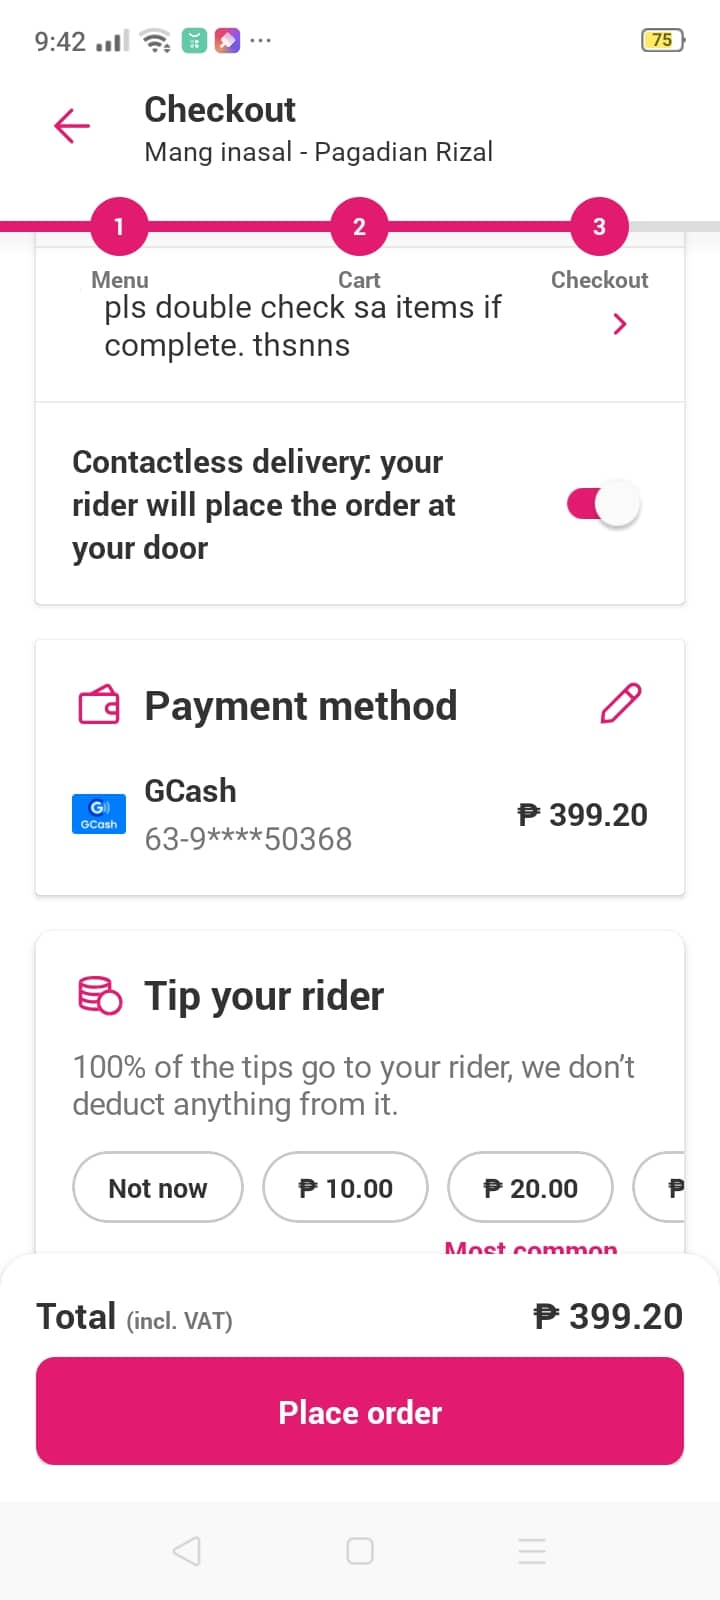 9:42
75
Checkout
Mang inasal - Pagadian Rizal
1
2
3
Menu
Cart
Checkout
pls double check sa items if
complete. thsnns
Contactless delivery: your
rider will place the order at
your door
Payment method
GCash
G
GCash
63-9****50368
₱ 399.20
Tip your rider
100% of the tips go to your rider, we don't
deduct anything from it.
Not now
₱ 10.00
₱ 20.00
₱
Most common
Total (incl. VAT)
₱ 399.20
Place order